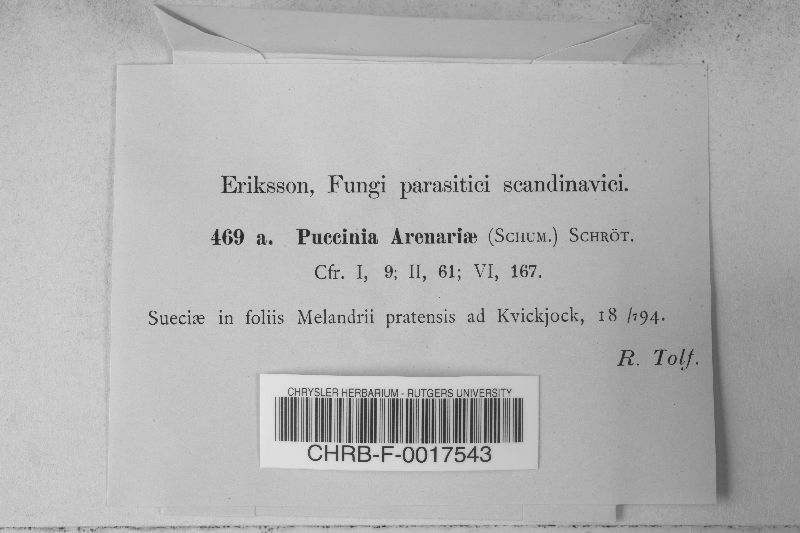 Eriksson, Fungi parasitici scandinavici.
469 a. Puccinia Arenariæ (Schum.) Schröt.
Cfr. I, 9; II, 61; VI, 167.
Sueciæ in foliis Melandrii pratensis ad Kvickjock, 18 /794.
R. Tolf.
CHRYSLER HERBARIUM - RUTGERS UNIVERSITY
CHRB-F-0017543